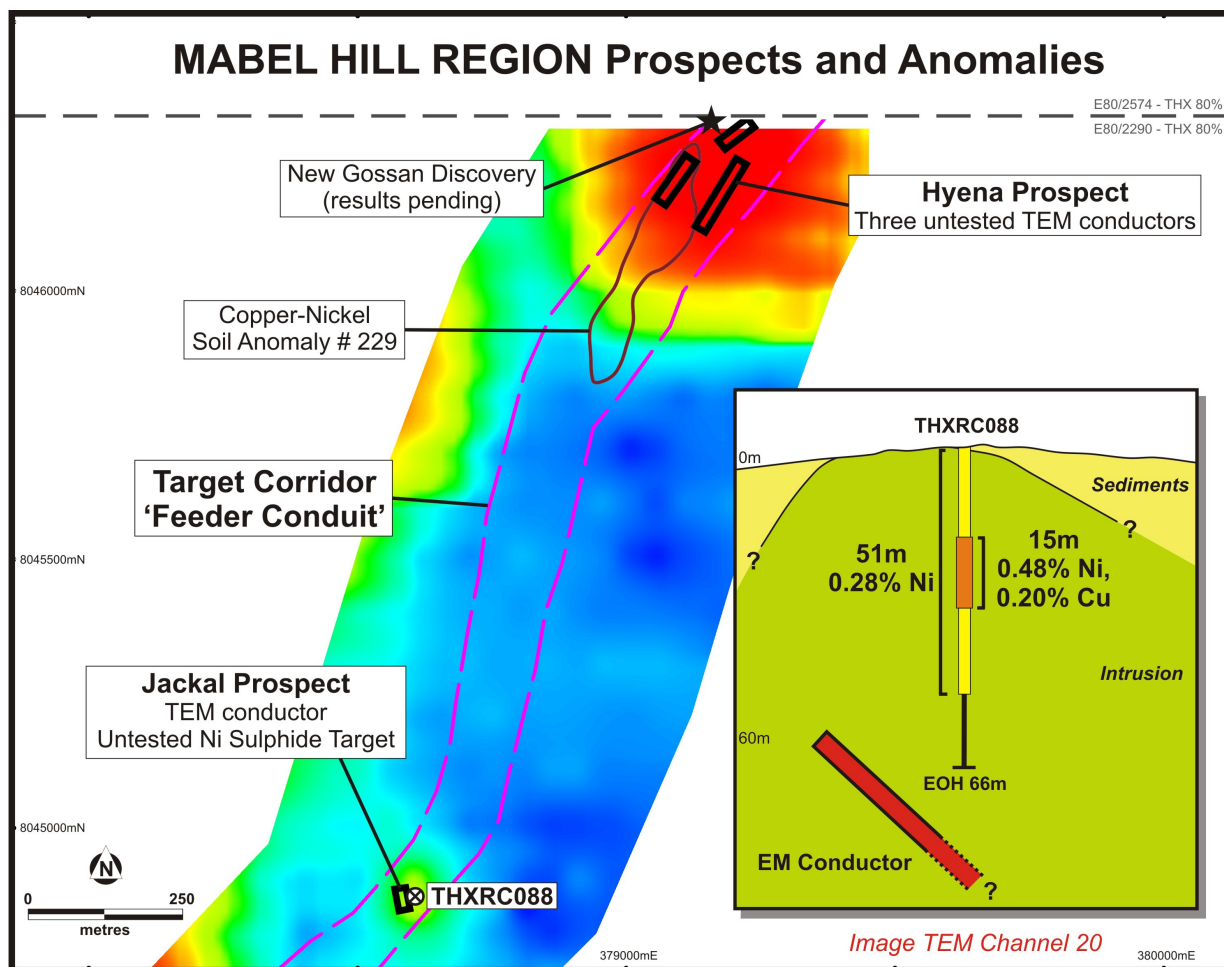 MABEL HILL REGION Prospects and Anomalies
E80/2574 - THX 80%
E80/2290 - THX 80%
New Gossan Discovery
(results pending)
Hyena Prospect
Three untested TEM conductors
8046000mN
Copper-Nickel
Soil Anomaly # 229
Target Corridor
‘Feeder Conduit’
8045500mN
Jackal Prospect
TEM conductor
Untested Ni Sulphide Target
8045000mN
N
0 250
metres
THXRC088
THXRC088
0m
Sediments
?
?
51m
0.28% Ni
15m
0.48% Ni,
0.20% Cu
Intrusion
60m
EOH 66m
EM Conductor
?
Image TEM Channel 20
379000mE
380000mE